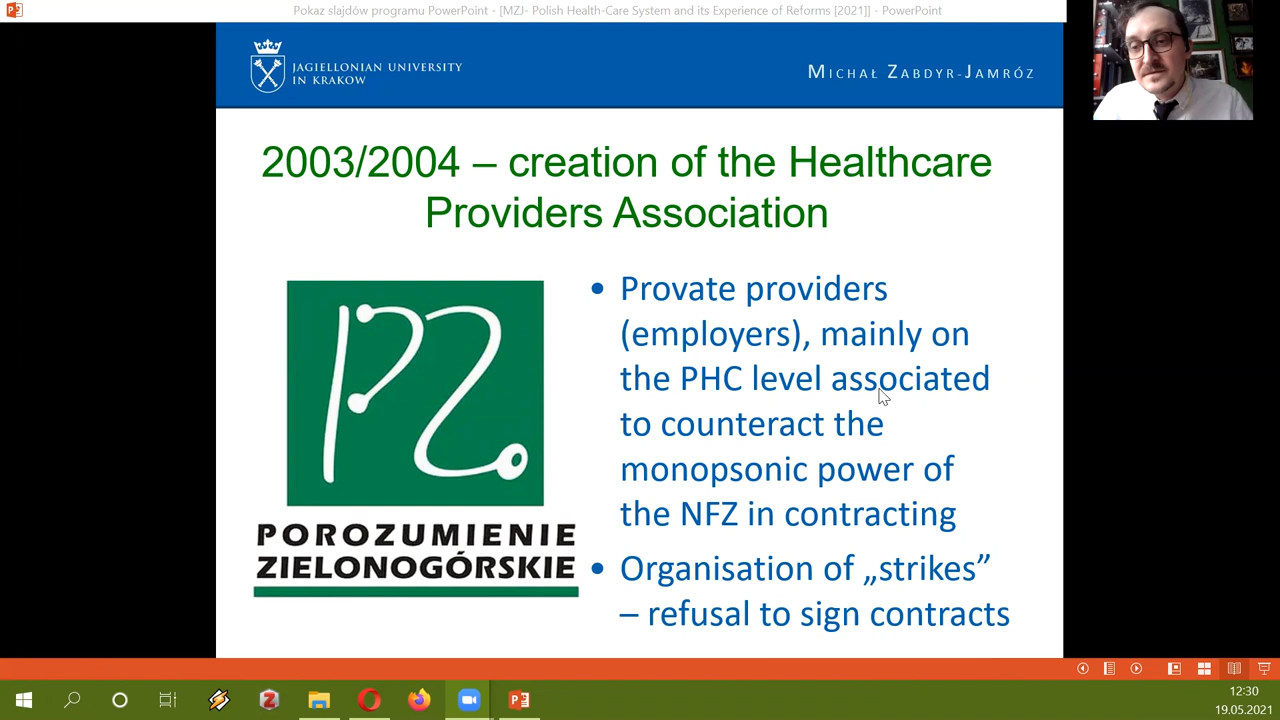 Pokaz slajdów programu PowerPoint - [MZJ- Polish Health-Care System and its Experience of Reforms [2021]] - PowerPoint
JAGIELLONIAN UNIVERSITY
IN KRAKOW
MICHAŁ ZABDYR-JAMRÓZ
2003/2004 – creation of the Healthcare
Providers Association
PZ
POROZUMIENIE
ZIELONOGÓRSKIE
• Provate providers
(employers), mainly on
the PHC level associated
to counteract the
monopsonic power of
the NFZ in contracting
• Organisation of „strikes”
– refusal to sign contracts
12:30
19.05.2021